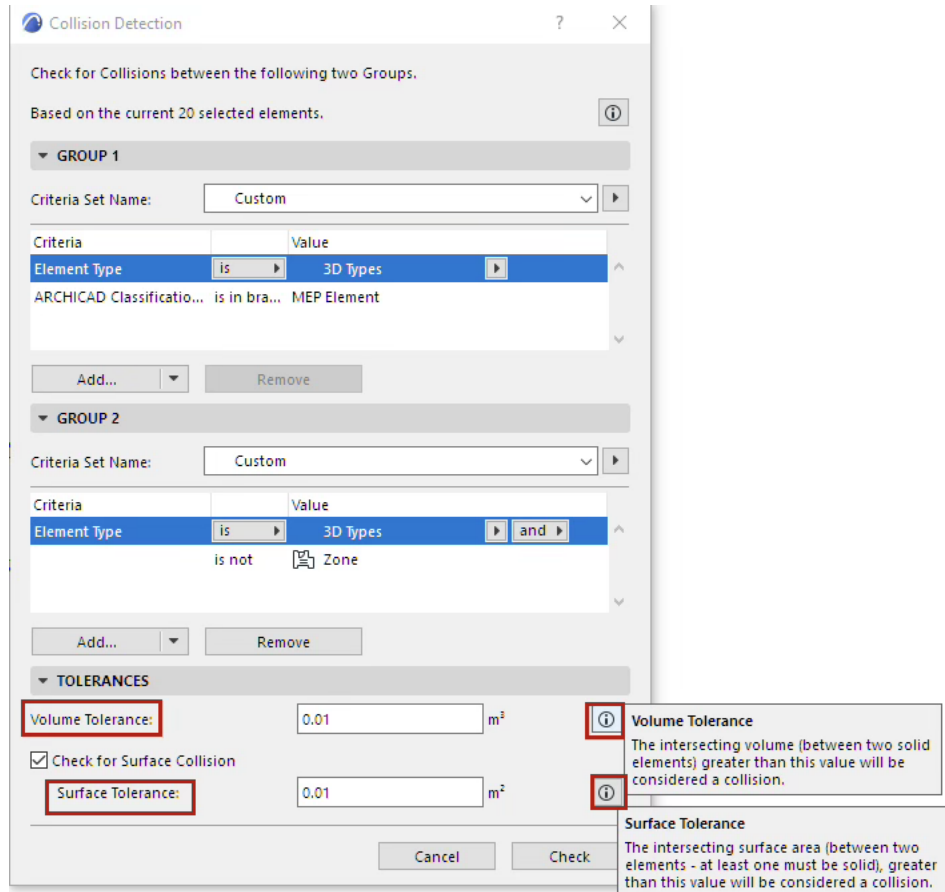 Collision Detection
?
Check for Collisions between the following two Groups.
Based on the current 20 selected elements.
GROUP 1
Criteria Set Name: Custom
Criteria Value
Element Type is 3D Types
ARCHICAD Classificatio... is in bra... MEP Element
Add... Remove
GROUP 2
Criteria Set Name: Custom
Criteria Value
Element Type is 3D Types and
is not Zone
Add... Remove
TOLERANCES
Volume Tolerance: 0.01 m³
Check for Surface Collision
Surface Tolerance: 0.01 m²
Cancel Check
Volume Tolerance
The intersecting volume (between two solid
elements) greater than this value will be
considered a collision.
Surface Tolerance
The intersecting surface area (between two
elements - at least one must be solid), greater
than this value will be considered a collision.